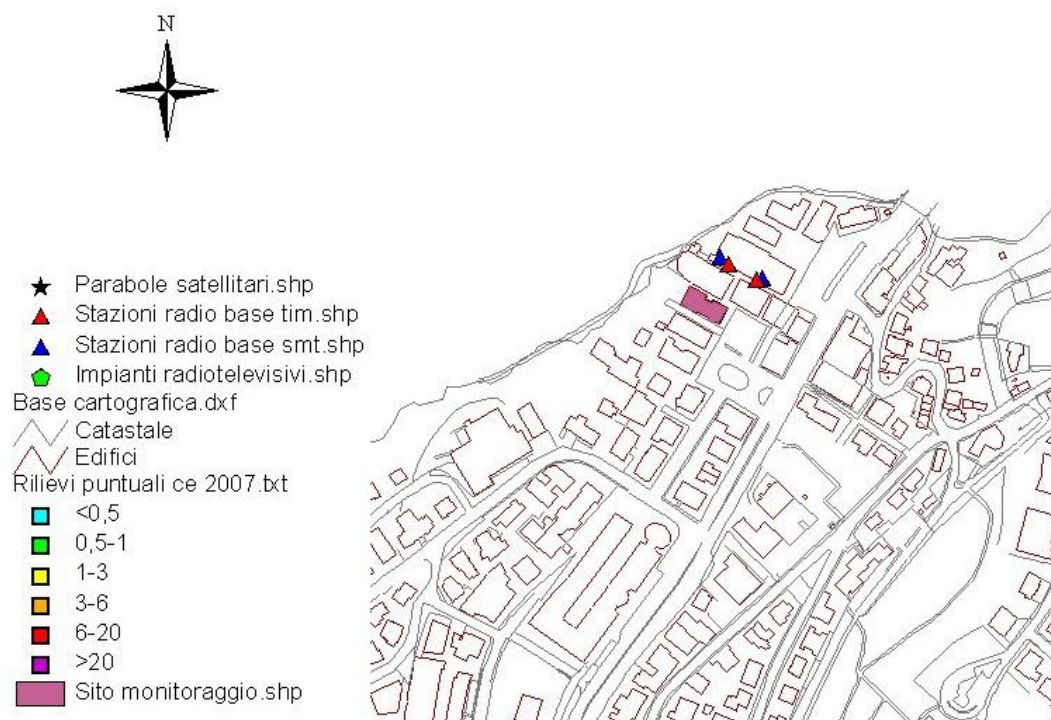 N
Parabole satellitari.shp
Stazioni radio base tim.shp
Stazioni radio base smt.shp
Impianti radiotelevisivi.shp
Base cartografica.dxf
Catastale
Edifici
Rilievi puntuali ce 2007.txt
<0,5
0,5-1
1-3
3-6
6-20
>20
Sito monitoraggio.shp